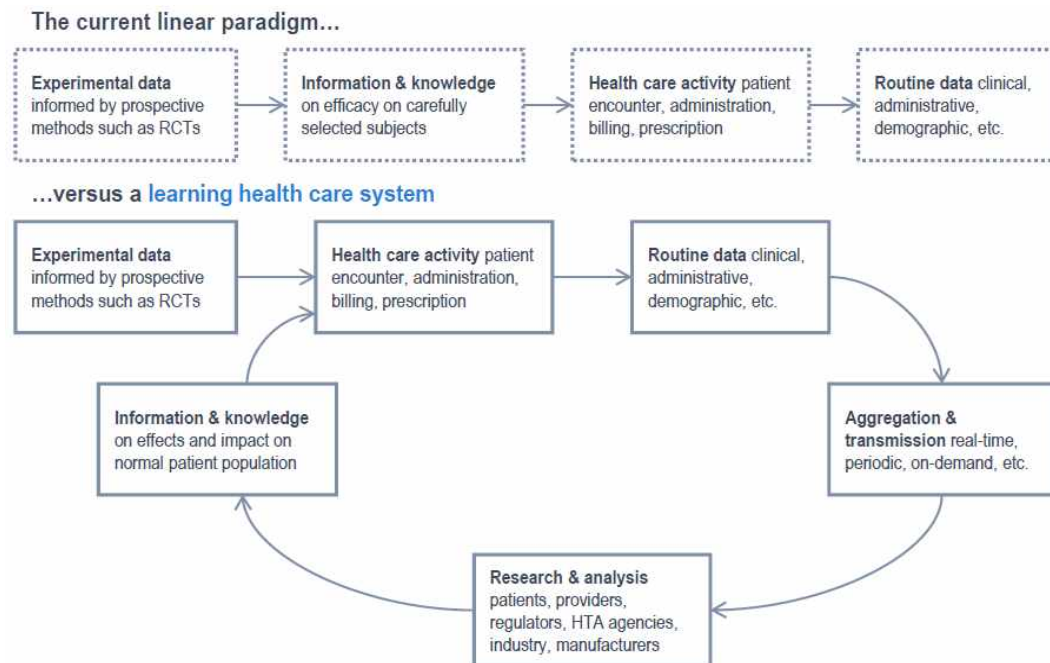 The current linear paradigm…
Experimental data
informed by prospective
methods such as RCTs
Information & knowledge
on efficacy on carefully
selected subjects
Health care activity patient
encounter, administration,
billing, prescription
Routine data clinical,
administrative,
demographic, etc.
…versus a learning health care system
Experimental data
informed by prospective
methods such as RCTs
Health care activity patient
encounter, administration,
billing, prescription
Routine data clinical,
administrative,
demographic, etc.
Information & knowledge
on effects and impact on
normal patient population
Aggregation &
transmission real-time,
periodic, on-demand, etc.
Research & analysis
patients, providers,
regulators, HTA agencies,
industry, manufacturers